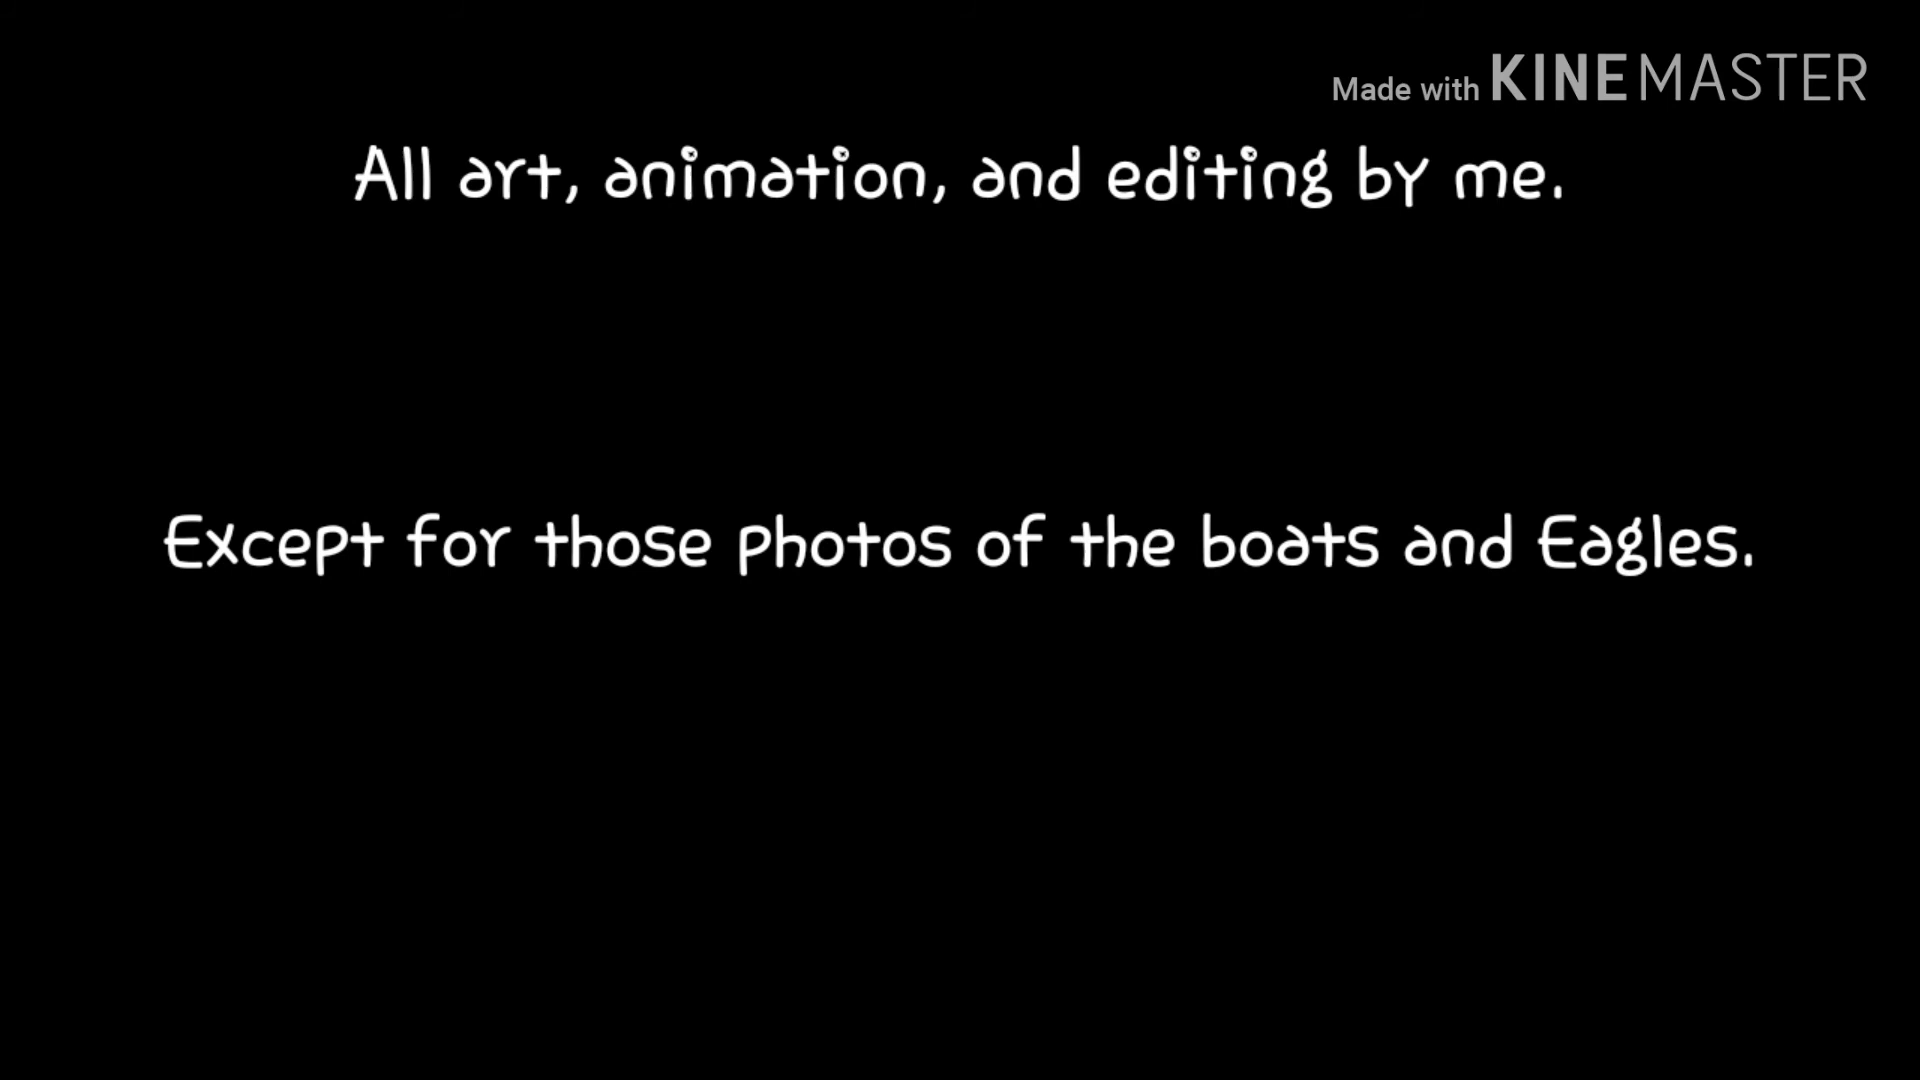 Made with KINEMASTER
All art, animation, and editing by me.
Except for those photos of the boats and Eagles.